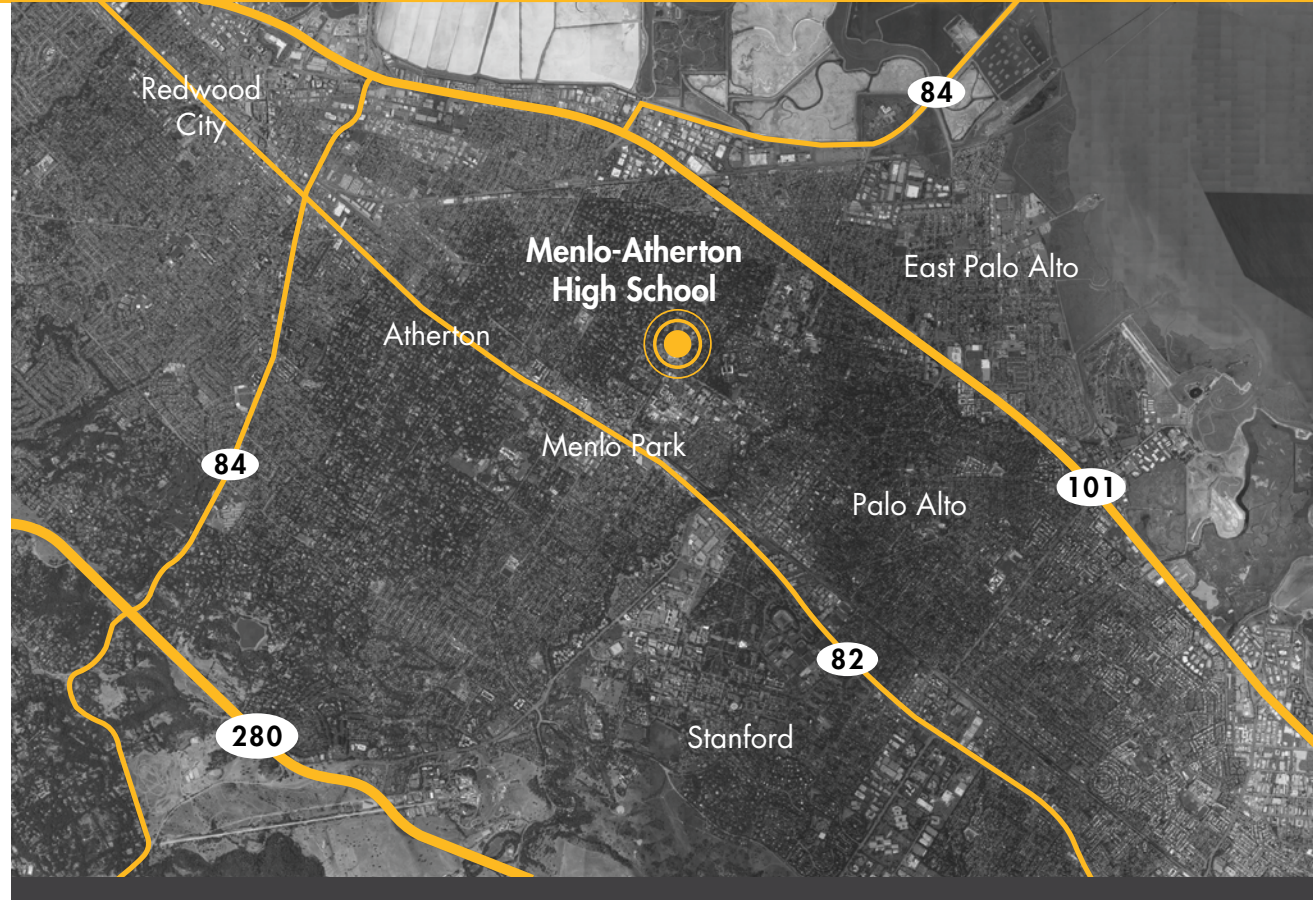 Redwood
City
84
Menlo-Atherton
High School
East Palo Alto
Atherton
Menlo Park
84
101
Palo Alto
82
280
Stanford